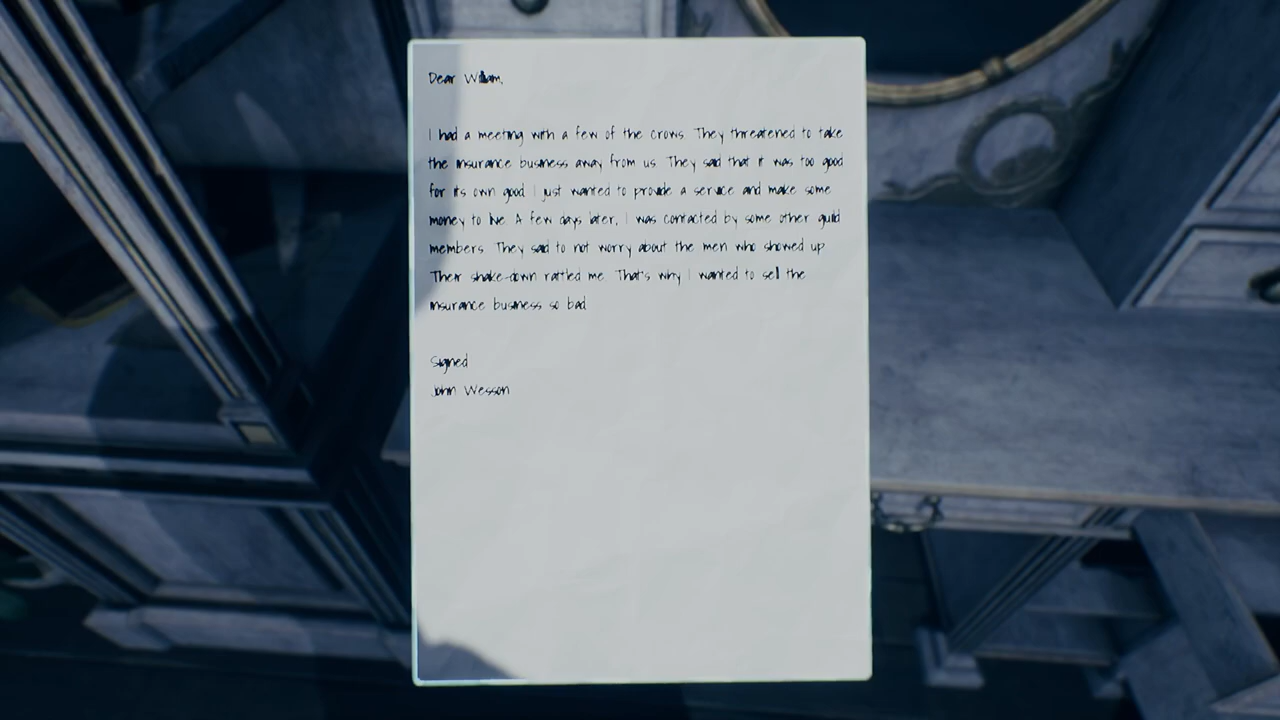 Dear William,
I had a meeting with a few of the crows. They threatened to take
the insurance business away from us. They said that it was too good
for its own good. I just wanted to provide a service and make some
money to live. A few days later, I was contacted by some other guild
members. They said to not worry about the men who showed up.
Their shake-down rattled me. That's why I wanted to sell the
insurance business so bad.
Signed
John Wesson